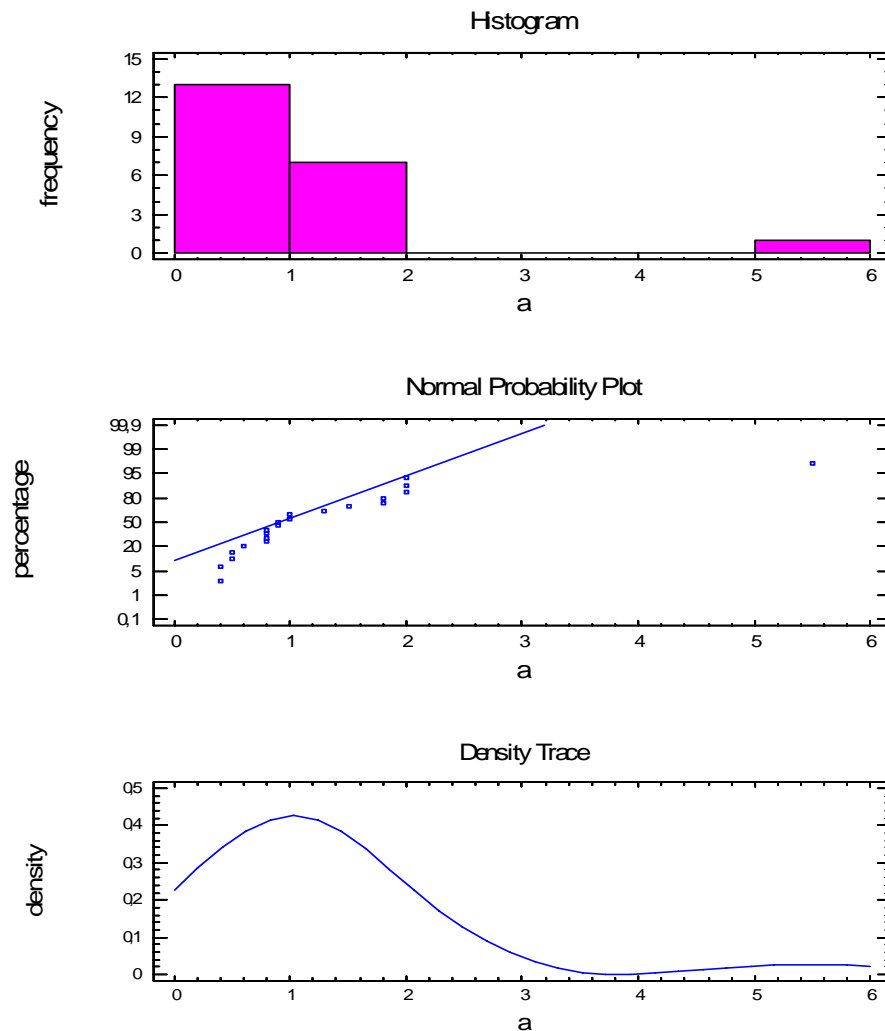 Histogram
15
12
9
6
3
0
frequency
0 1 2 3 4 5 6
a
Normal Probability Plot
99,9
99
95
80
50
20
5
1
0,1
percentage
0 1 2 3 4 5 6
a
Density Trace
0,5
0,4
0,3
0,2
0,1
0
density
0 1 2 3 4 5 6
a